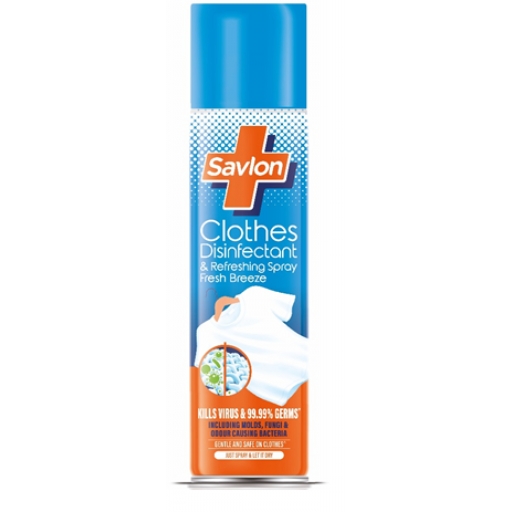 Savlon
Clothes
Disinfectant
& Refreshing Spray
Fresh Breeze
KILLS VIRUS & 99.99% GERMS*
INCLUDING MOLDS, FUNGI &
ODOUR CAUSING BACTERIA
GENTLE AND SAFE ON CLOTHES*
JUST SPRAY & LET IT DRY